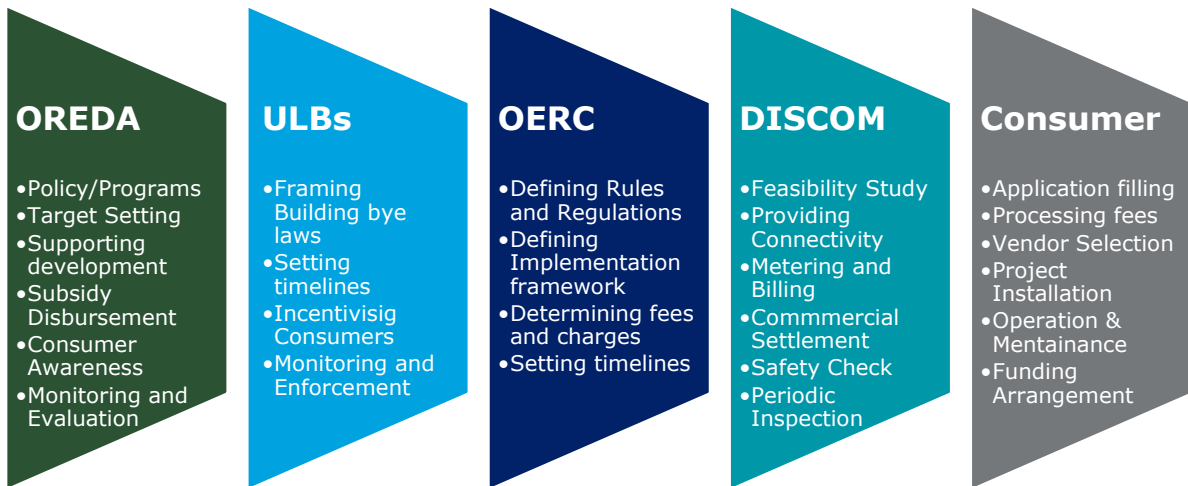 OREDA
•Policy/Programs
•Target Setting
•Supporting
development
•Subsidy
Disbursement
•Consumer
Awareness
•Monitoring and
Evaluation
ULBs
•Framing
Building bye
laws
•Setting
timelines
•Incentivisig
Consumers
•Monitoring and
Enforcement
OERC
•Defining Rules
and Regulations
•Defining
Implementation
framework
•Determining fees
and charges
•Setting timelines
DISCOM
•Feasibility Study
•Providing
Connectivity
•Metering and
Billing
•Commmercial
Settlement
•Safety Check
•Periodic
Inspection
Consumer
•Application filling
•Processing fees
•Vendor Selection
•Project
Installation
•Operation &
Mentainance
•Funding
Arrangement